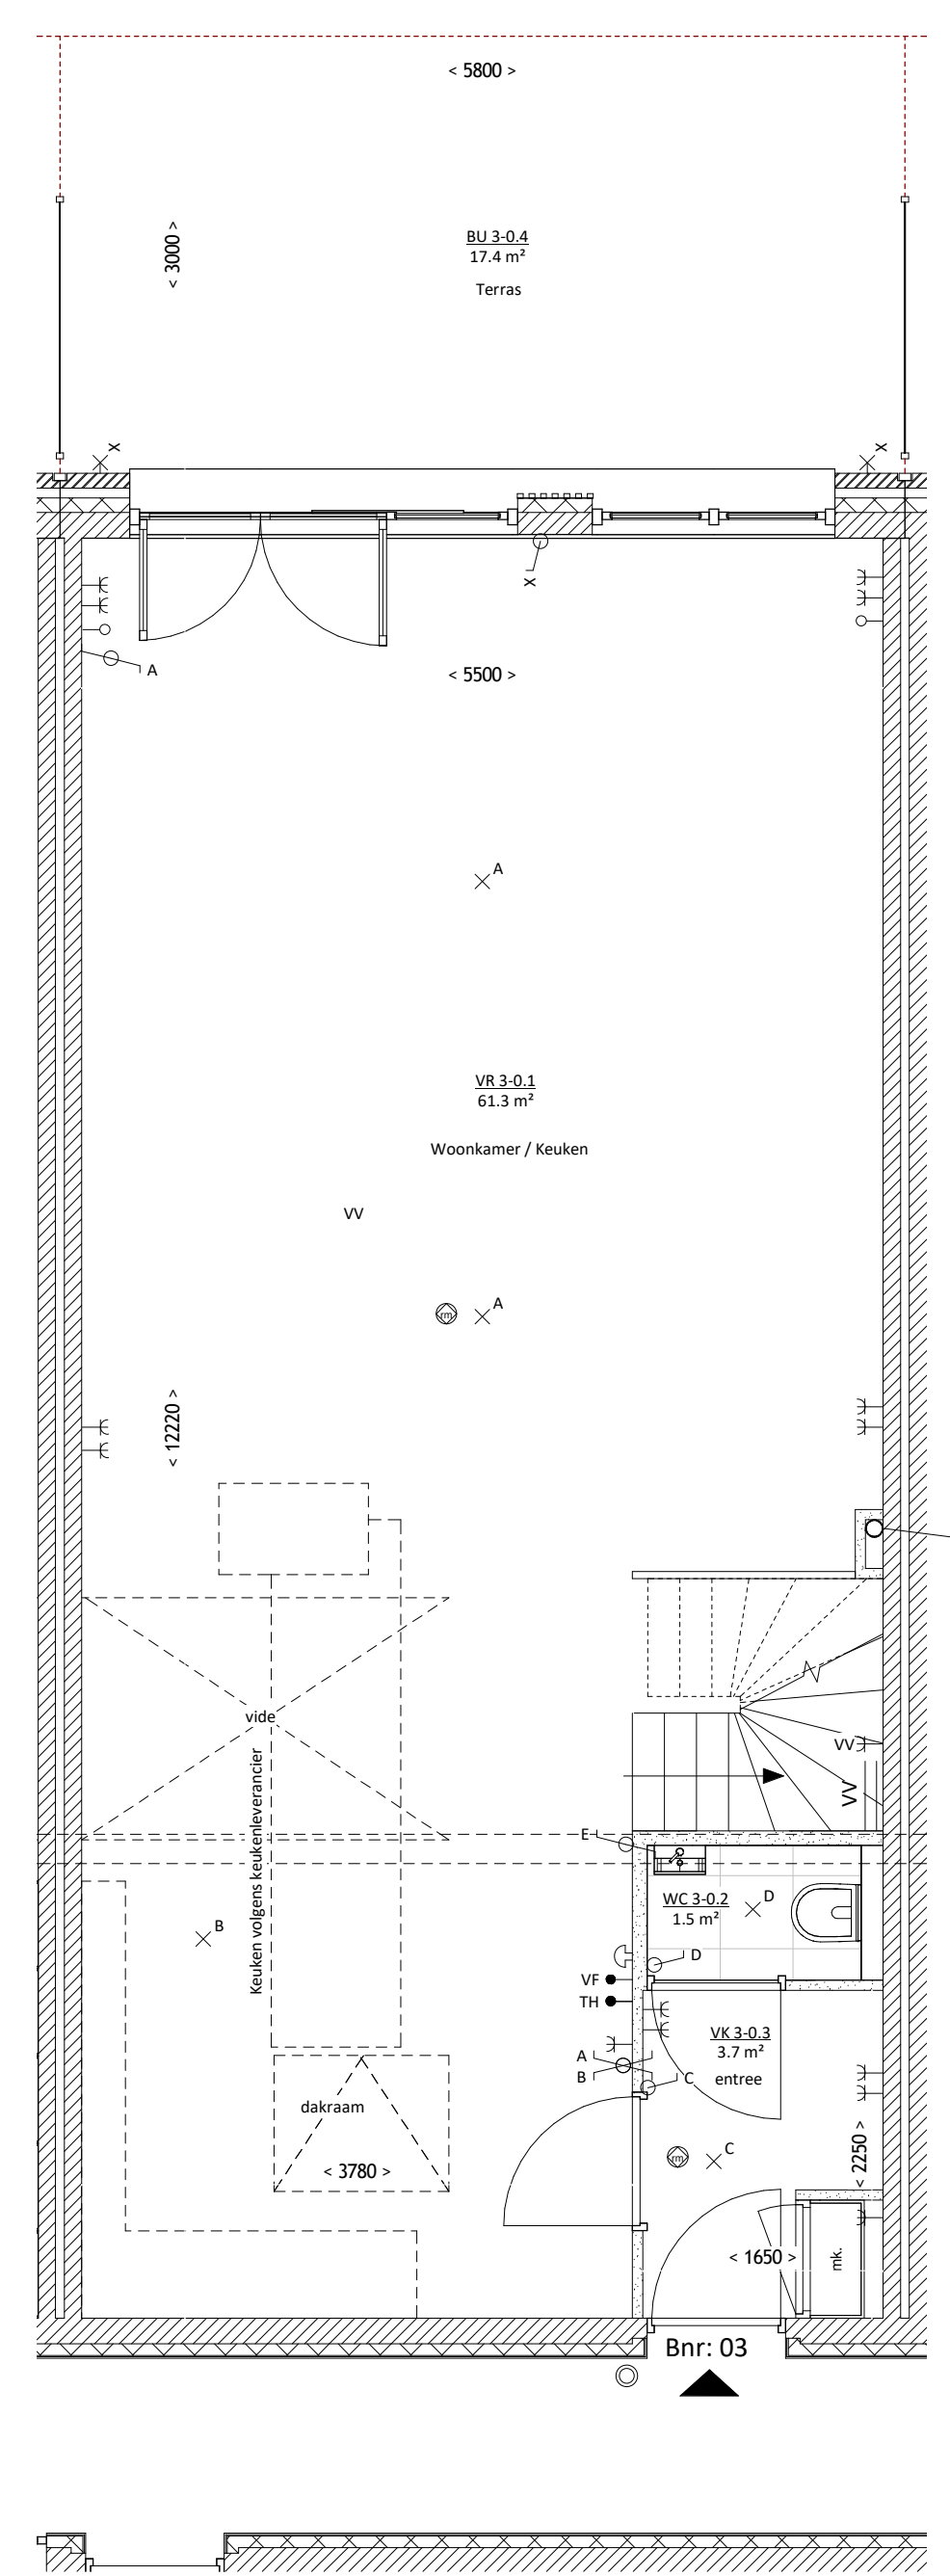 < 5800 >
< 3000 >
BU 3-0.4
17.4 m²
Terras
X
X
X
A
< 5500 >
A
VR 3-0.1
61.3 m²
Woonkamer / Keuken
VV
rm
A
< 12220 >
vide
Keuken volgens keukenleverancier
VV
VV
E
WC 3-0.2
1.5 m²
D
B
D
VF
TH
VK 3-0.3
3.7 m²
entree
A
B
C
dakraam
rm
C
< 2250 >
< 3780 >
< 1650 >
mk.
Bnr: 03